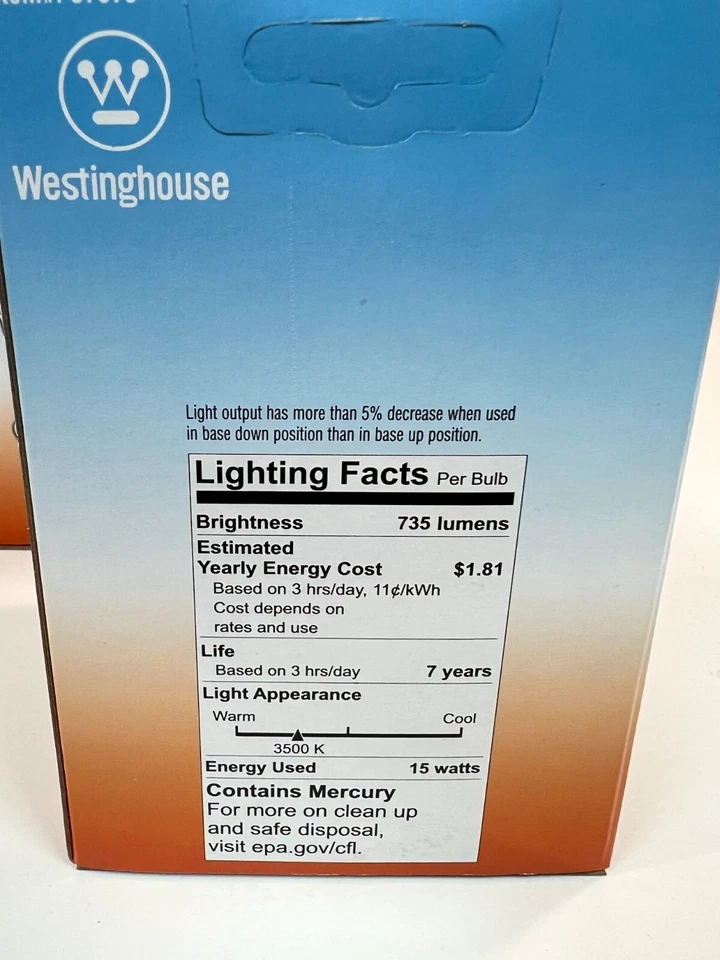 W
Westinghouse
Light output has more than 5% decrease when used
in base down position than in base up position.
Lighting Facts Per Bulb
Brightness 735 lumens
Estimated
Yearly Energy Cost $1.81
Based on 3 hrs/day, 11¢/kWh
Cost depends on
rates and use
Life
Based on 3 hrs/day 7 years
Light Appearance
Warm Cool
3500 K
Energy Used 15 watts
Contains Mercury
For more on clean up
and safe disposal,
visit epa.gov/cfl.